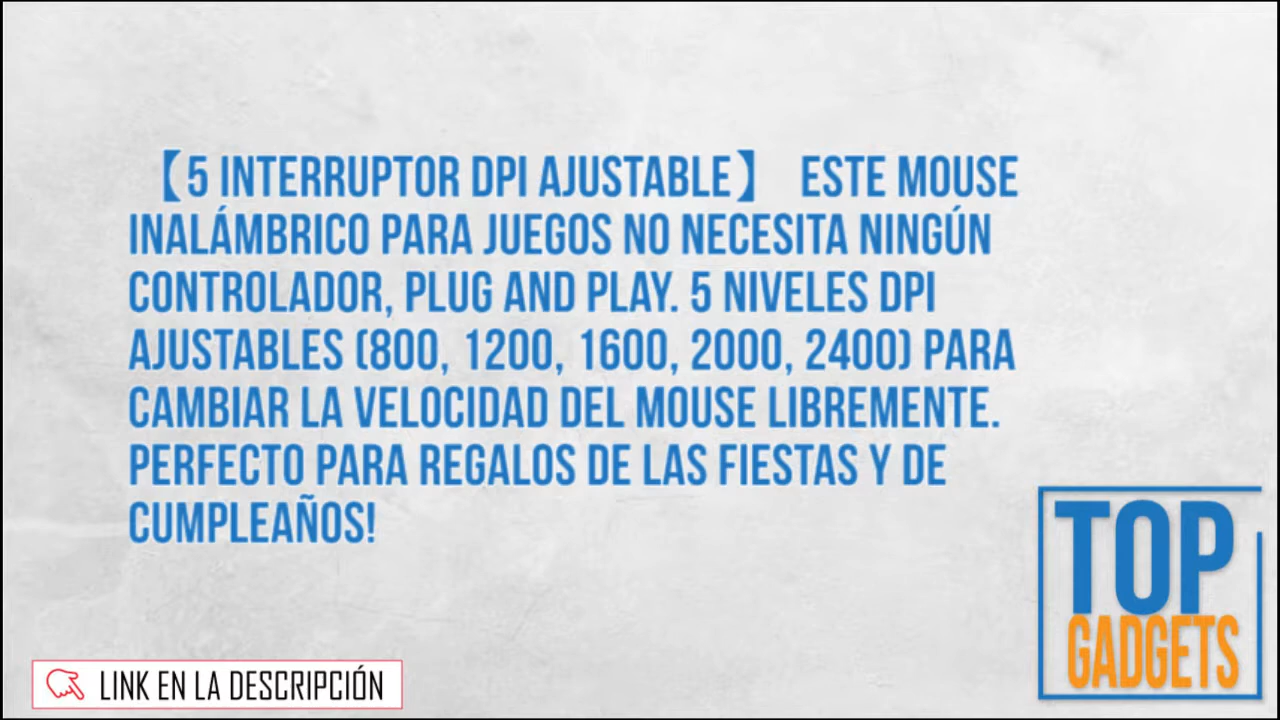 【5 INTERRUPTOR DPI AJUSTABLE】 ESTE MOUSE
INALÁMBRICO PARA JUEGOS NO NECESITA NINGÚN
CONTROLADOR, PLUG AND PLAY. 5 NIVELES DPI
AJUSTABLES (800, 1200, 1600, 2000, 2400) PARA
CAMBIAR LA VELOCIDAD DEL MOUSE LIBREMENTE.
PERFECTO PARA REGALOS DE LAS FIESTAS Y DE
CUMPLEAÑOS!
TOP
GADGETS
LINK EN LA DESCRIPCIÓN